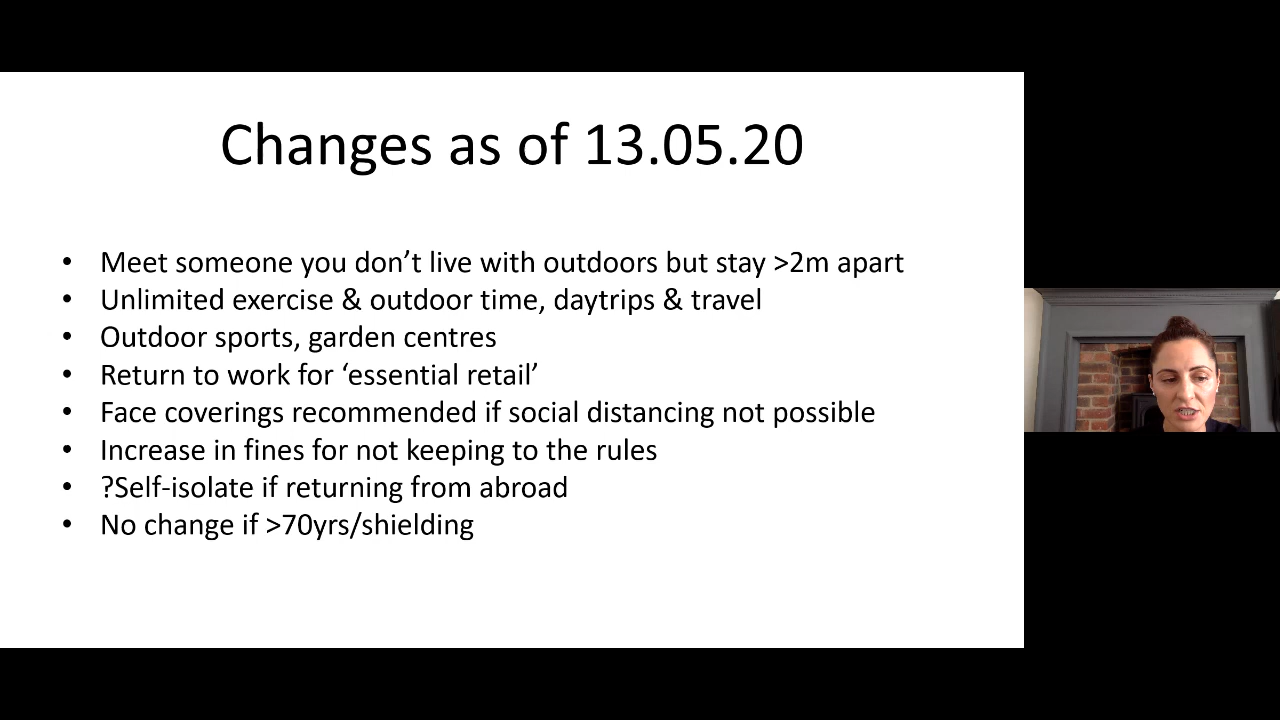 Changes as of 13.05.20
• Meet someone you don’t live with outdoors but stay >2m apart
• Unlimited exercise & outdoor time, daytrips & travel
• Outdoor sports, garden centres
• Return to work for ‘essential retail’
• Face coverings recommended if social distancing not possible
• Increase in fines for not keeping to the rules
• ?Self-isolate if returning from abroad
• No change if >70yrs/shielding